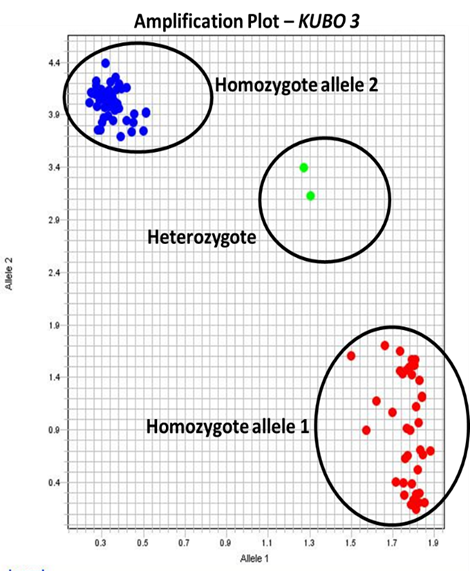 Amplification Plot – KUBO 3
4.4
Homozygote allele 2
3.9
3.4
2.9
Heterozygote
2.4
Allele 2
1.9
1.4
Homozygote allele 1
0.9
0.4
0.3 0.5 0.7 0.9 1.1 1.3 1.5 1.7 1.9
Allele 1